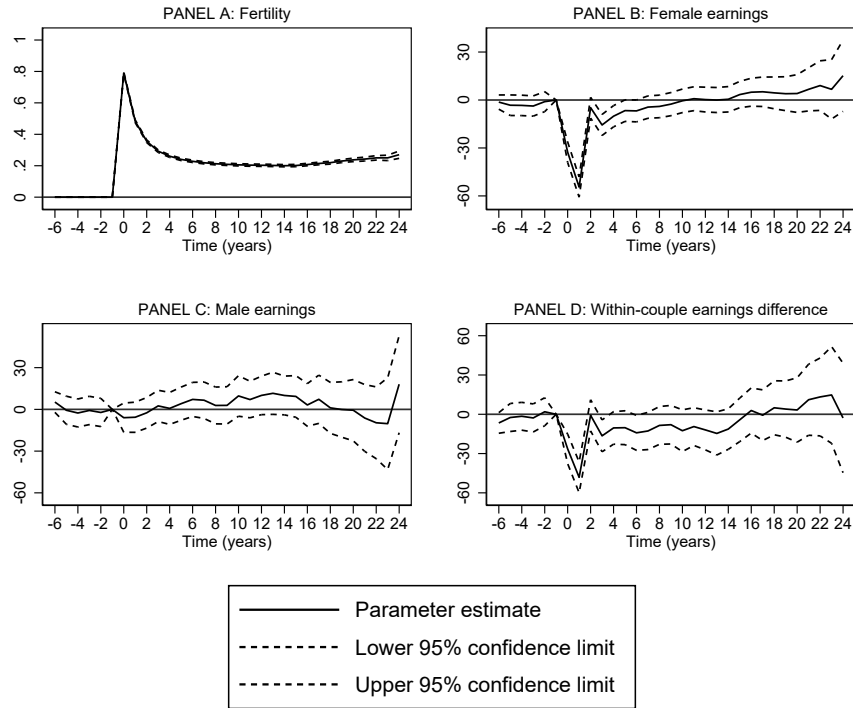 PANEL A: Fertility
1
.8
.6
.4
.2
0
-6 -4 -2 0 2 4 6 8 10 12 14 16 18 20 22 24
Time (years)
PANEL B: Female earnings
30
0
-30
-60
-6 -4 -2 0 2 4 6 8 10 12 14 16 18 20 22 24
Time (years)
PANEL C: Male earnings
30
0
-30
-60
-6 -4 -2 0 2 4 6 8 10 12 14 16 18 20 22 24
Time (years)
PANEL D: Within-couple earnings difference
60
30
0
-30
-60
-6 -4 -2 0 2 4 6 8 10 12 14 16 18 20 22 24
Time (years)
Parameter estimate
Lower 95% confidence limit
Upper 95% confidence limit